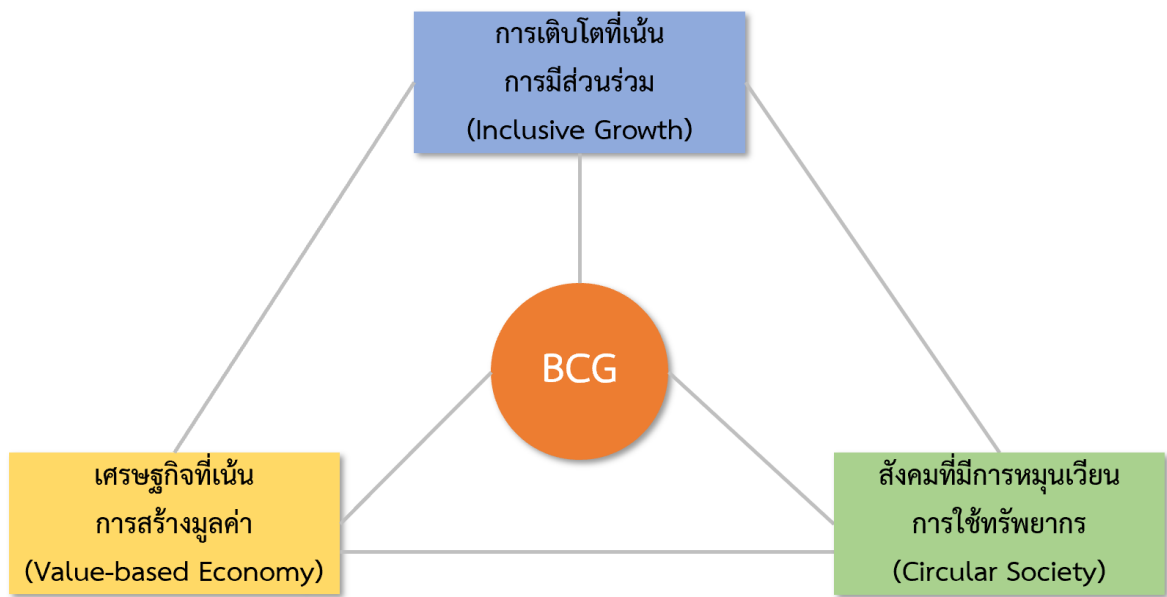 การเติบโตที่เน้น
การมีส่วนร่วม
(Inclusive Growth)
BCG
เศรษฐกิจที่เน้น
การสร้างมูลค่า
(Value-based Economy)
สังคมที่มีการหมุนเวียน
การใช้ทรัพยากร
(Circular Society)